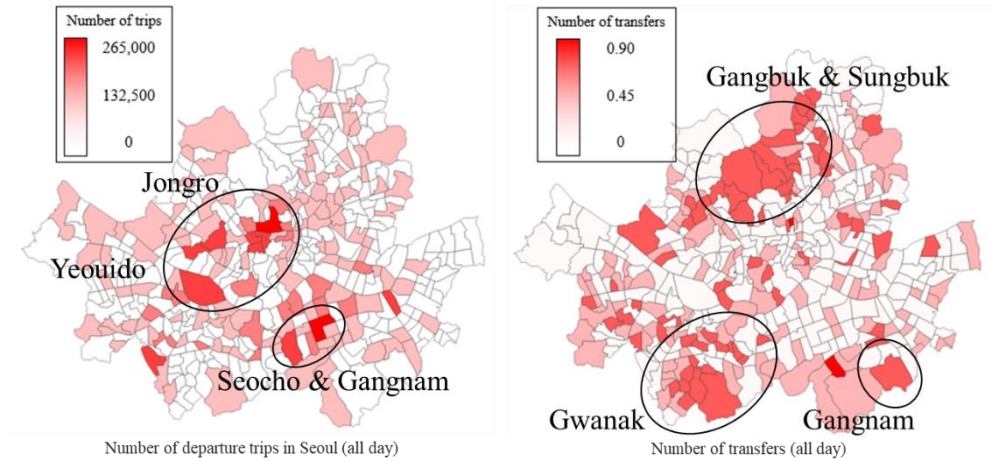 Number of trips
265,000
132,500
0
Jongro
Yeouido
Seocho & Gangnam
Number of departure trips in Seoul (all day)
Number of transfers
0.90
0.45
0
Gangbuk & Sungbuk
Gwanak
Gangnam
Number of transfers (all day)